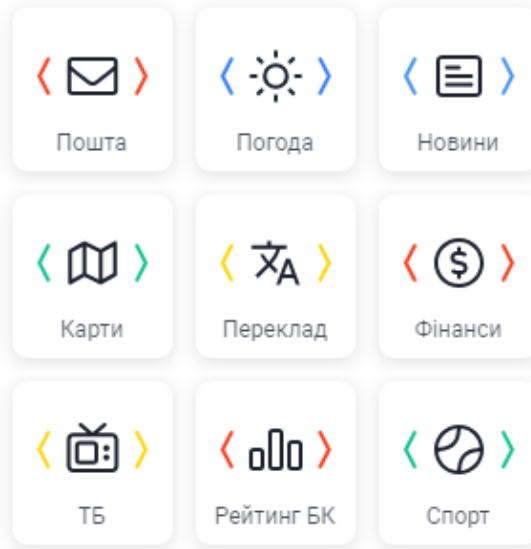 Пошта
Погода
Новини
Карти
Переклад
Фінанси
ТБ
Рейтинг БК
Спорт